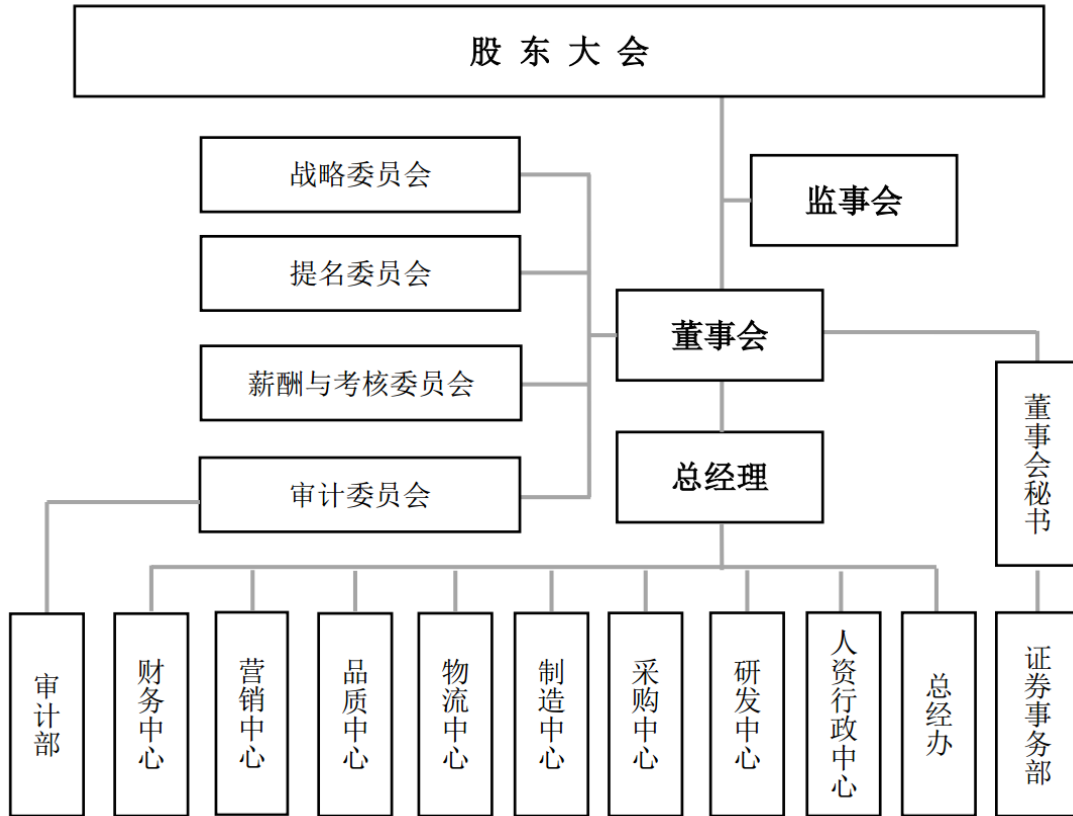 股东大会
战略委员会
监事会
提名委员会
董事会
薪酬与考核委员会
董事会秘书
总经理
审计委员会
审计部
财务中心
营销中心
品质中心
物流中心
制造中心
采购中心
研发中心
人资行政中心
总经办
证券事务部